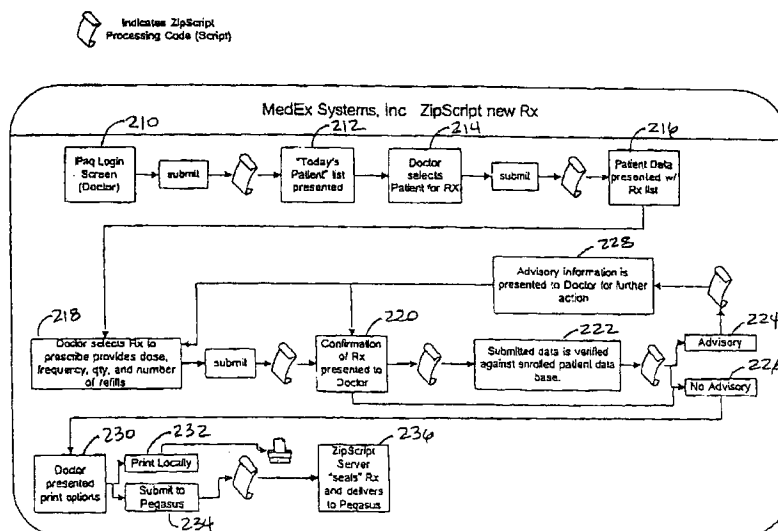 Indicates ZipScript
Processing Code (Script)
MedEx Systems, Inc ZipScript new Rx
210
iPaq Login
Screen
(Doctor)
submit
212
"Today's
Patient" list
presented
214
Doctor
selects
Patient for RX
submit
216
Patient Data
presented w/
Rx list
228
Advisory information is
presented to Doctor for further
action
218
Doctor selects Rx to
prescribe provides dose,
frequency, qty, and number
of refills
submit
220
Confirmation
of Rx
presented to
Doctor
222
Submitted data is verified
against enrolled patient data
base.
224
Advisory
226
No Advisory
230
Doctor
presented
print options
232
Print Locally
Submit to
Pegasus
234
236
ZipScript
Server
"seals" Rx
and delivers
to Pegasus